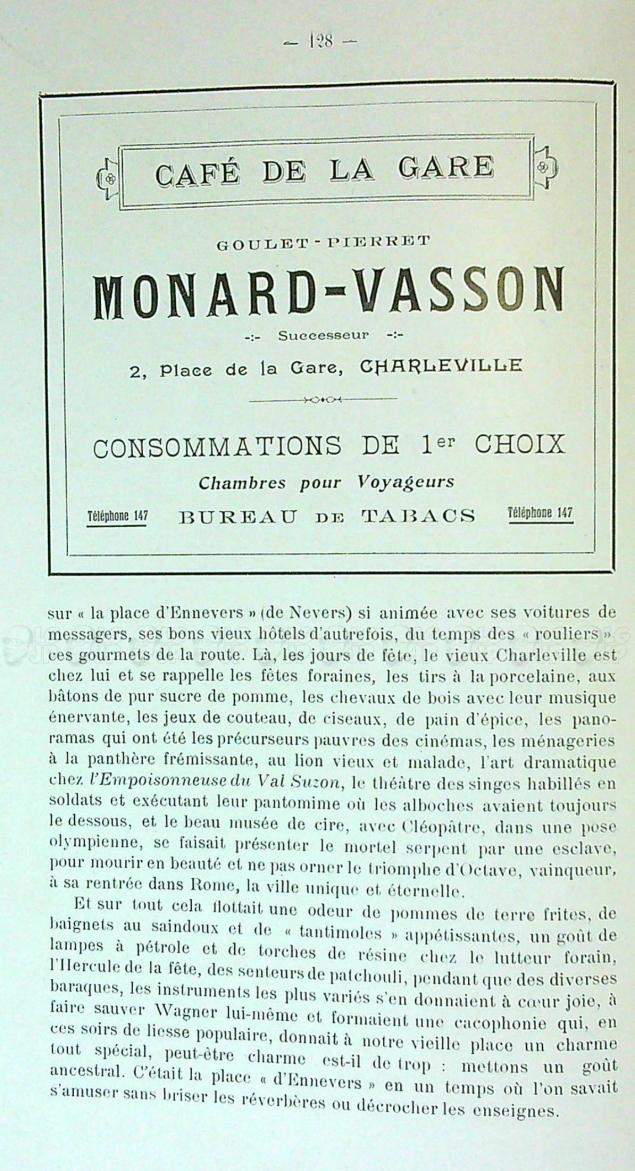 — 128 —
CAFÉ DE LA GARE
GOULET-PIERRET
MONARD-VASSON
-:- Successeur -:-
2, Place de la Gare, CHARLEVILLE
CONSOMMATIONS DE 1er CHOIX
Chambres pour Voyageurs
Téléphone 147 BUREAU DE TABACS Téléphone 147
sur « la place d'Ennevers » (de Nevers) si animée avec ses voitures de
messagers, ses bons vieux hôtels d'autrefois, du temps des « rouliers »
ces gourmets de la route. Là, les jours de fête, le vieux Charleville est
chez lui et se rappelle les fêtes foraines, les tirs à la porcelaine, aux
bâtons de pur sucre de pomme, les chevaux de bois avec leur musique
énervante, les jeux de couteau, de ciseaux, de pain d'épice, les pano-
ramas qui ont été les précurseurs pauvres des cinémas, les ménageries
à la panthère frémissante, au lion vieux et malade, l'art dramatique
chez l'Empoisonneuse du Val Suzon, le théâtre des singes habillés en
soldats et exécutant leur pantomime où les alboches avaient toujours
le dessous, et le beau musée de cire, avec Cléopâtre, dans une pose
olympienne, se faisait présenter le mortel serpent par une esclave,
pour mourir en beauté et ne pas orner le triomphe d'Octave, vainqueur,
à sa rentrée dans Rome, la ville unique et éternelle.
Et sur tout cela flottait une odeur de pommes de terre frites, de
baignets au saindoux et de « tantimoles » appétissantes, un goût de
lampes à pétrole et de torches de résine chez le lutteur forain,
l'Hercule de la fête, des senteurs de patchouli, pendant que des diverses
baraques, les instruments les plus variés s'en donnaient à cœur joie, à
faire sauver Wagner lui-même et formaient une cacophonie qui, en
ces soirs de liesse populaire, donnait à notre vieille place un charme
tout spécial, peut-être charme est-il de trop : mettons un goût
ancestral. C'était la place « d'Ennevers » en un temps où l'on savait
s'amuser sans briser les réverbères ou décrocher les enseignes.